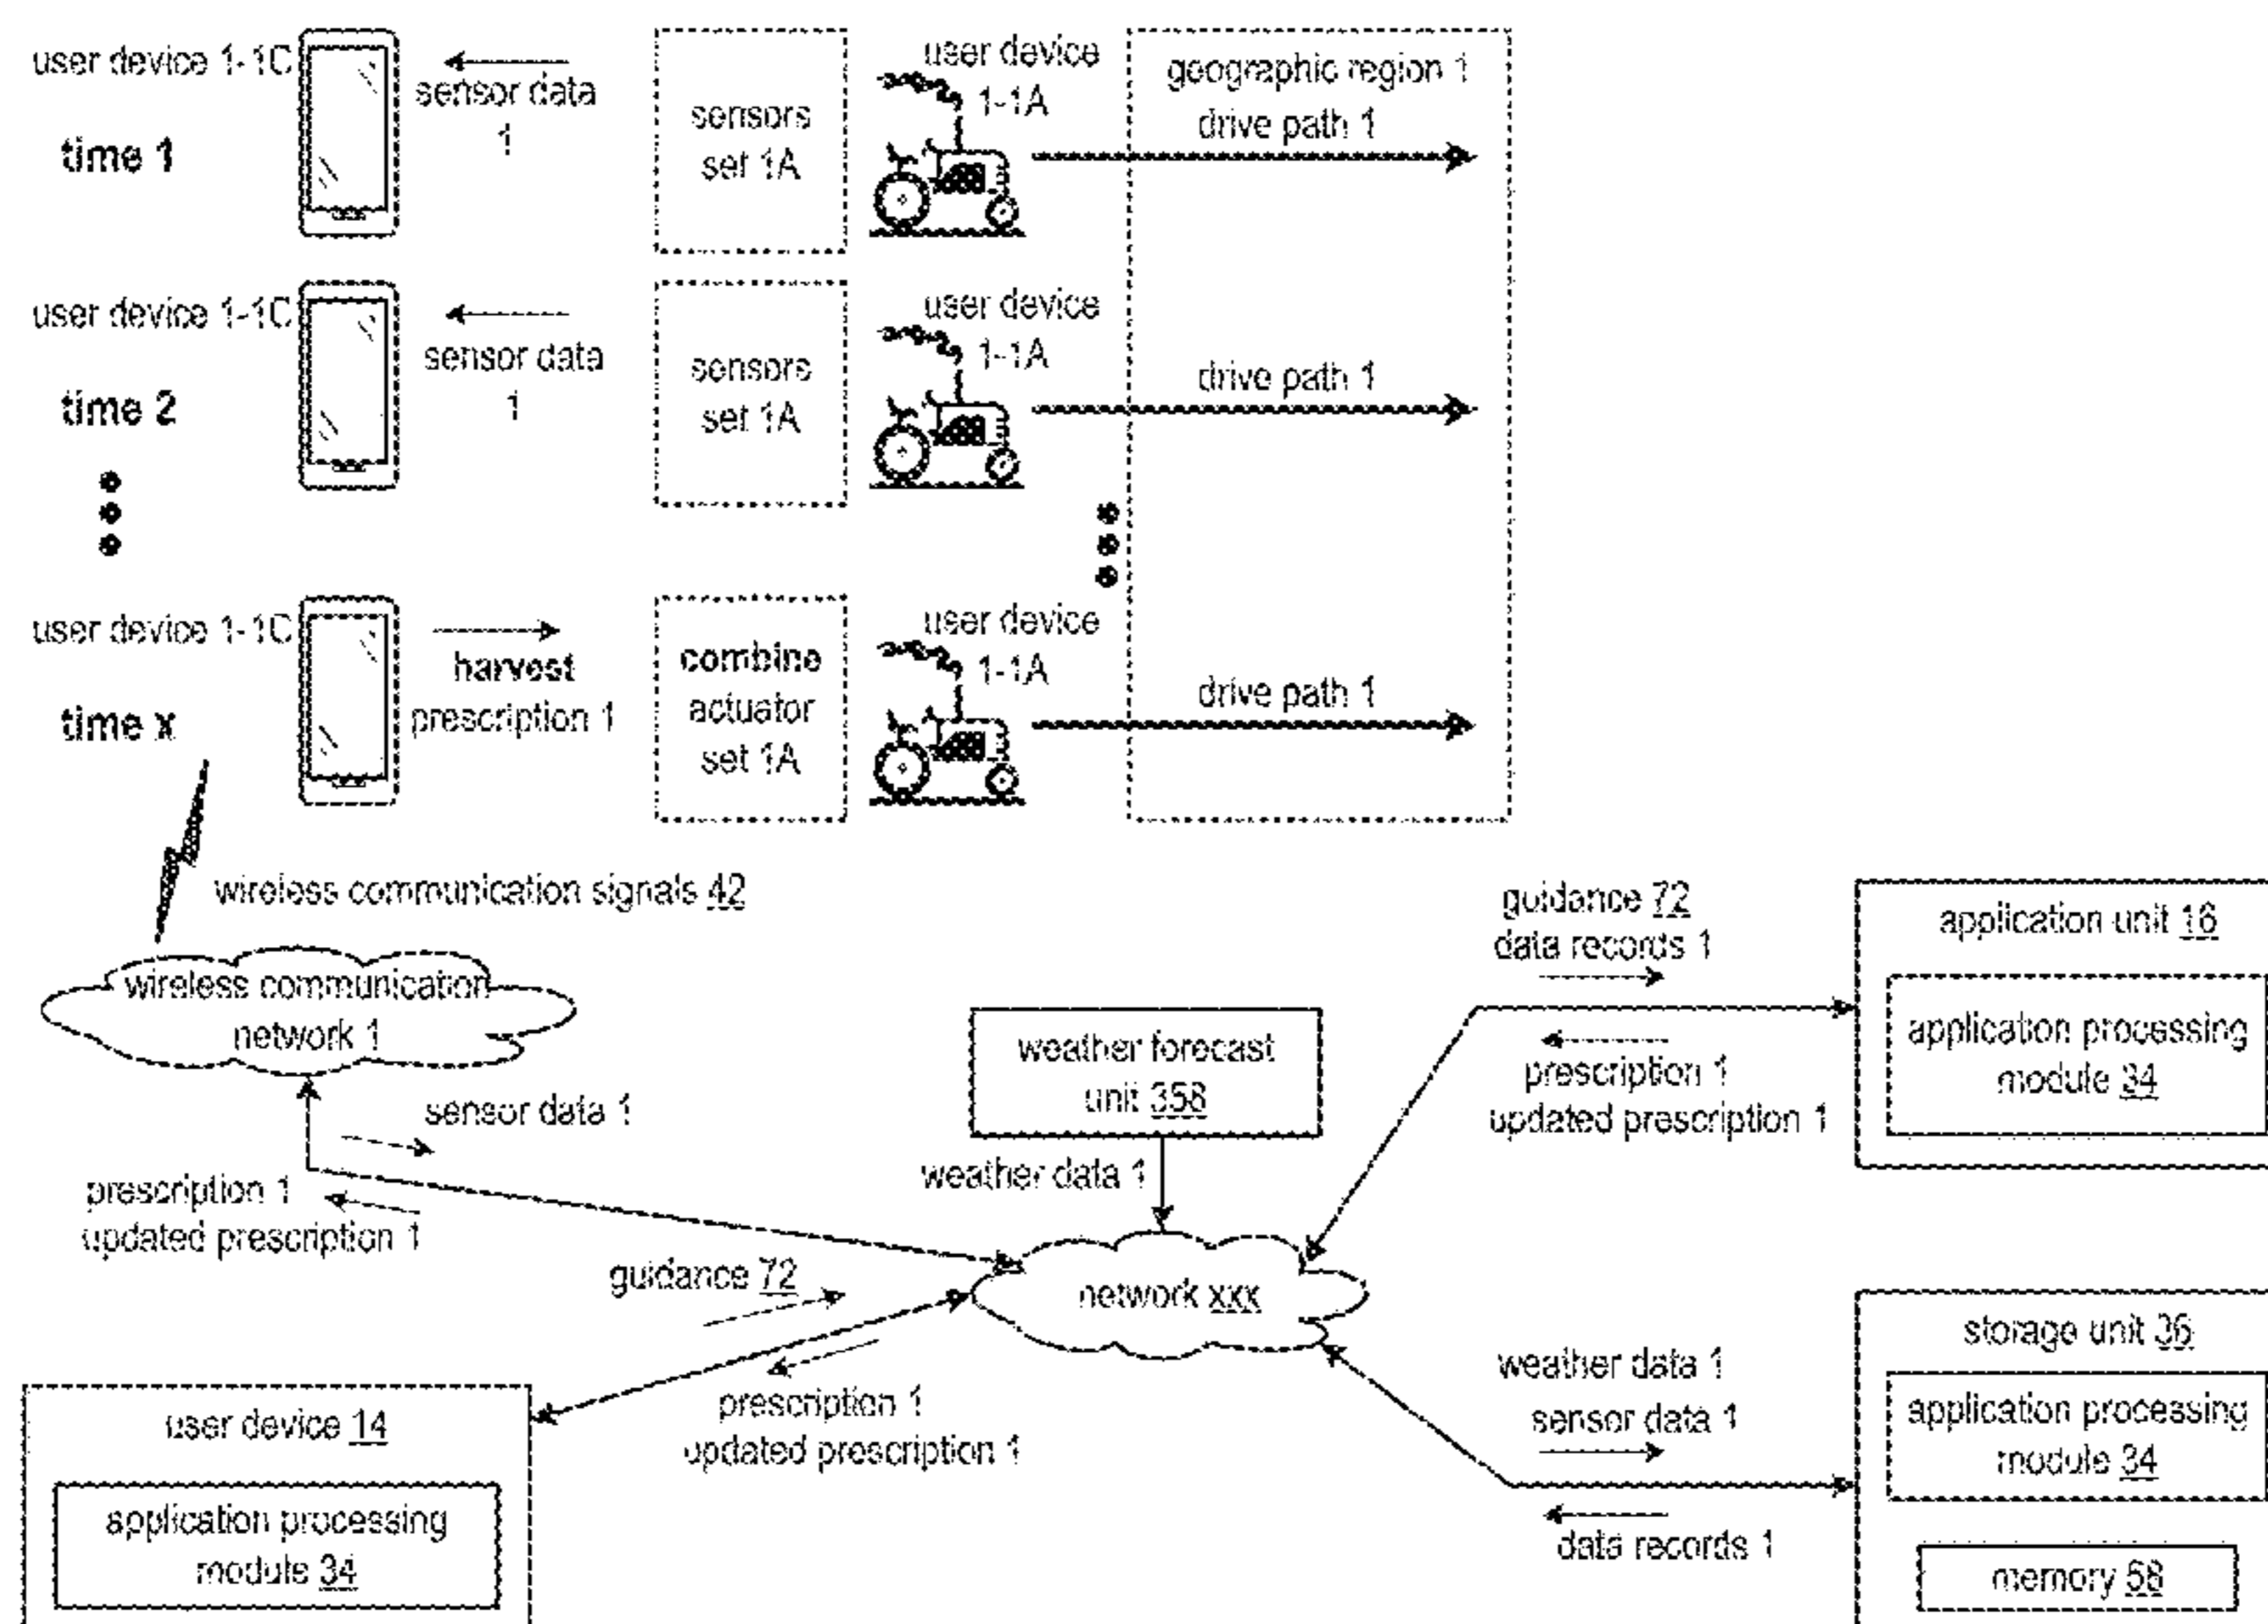 user device 1-1C
time 1
sensor data
1
sensors
set 1A
user device
1-1A
geographic region 1
drive path 1
user device 1-1C
time 2
sensor data
1
sensors
set 1A
user device
1-1A
drive path 1
user device 1-1C
time x
harvest
prescription 1
combine
actuator
set 1A
user device
1-1A
drive path 1
wireless communication signals 42
wireless communication
network 1
sensor data 1
prescription 1
updated prescription 1
weather forecast
unit 358
weather data 1
guidance 72
data records 1
prescription 1
updated prescription 1
application unit 16
application processing
module 34
guidance 72
network xxx
prescription 1
updated prescription 1
user device 14
application processing
module 34
weather data 1
sensor data 1
data records 1
storage unit 36
application processing
module 34
memory 58